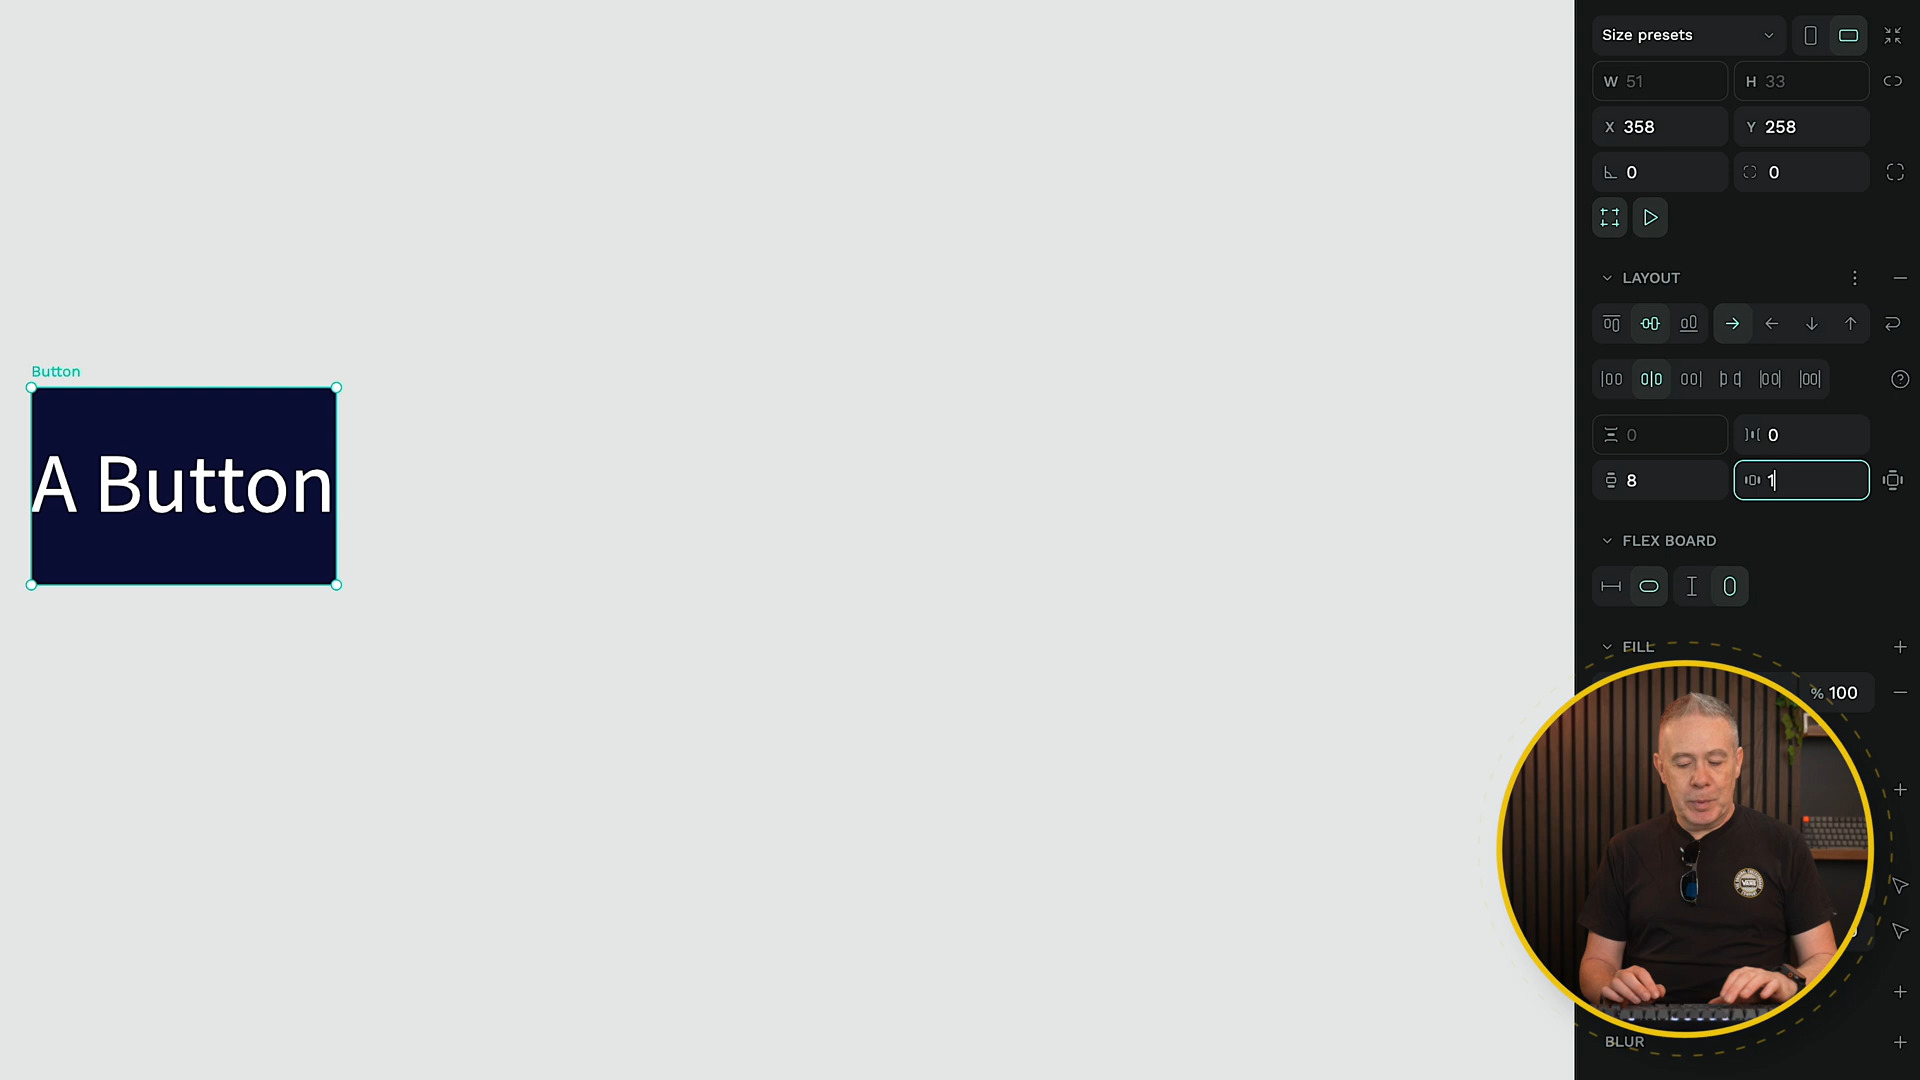 Size presets
W 51 H 33
X 358 Y 258
0 0
LAYOUT
Button
A Button
0 0
8 1
FLEX BOARD
FILL
% 100
VANS
BLUR